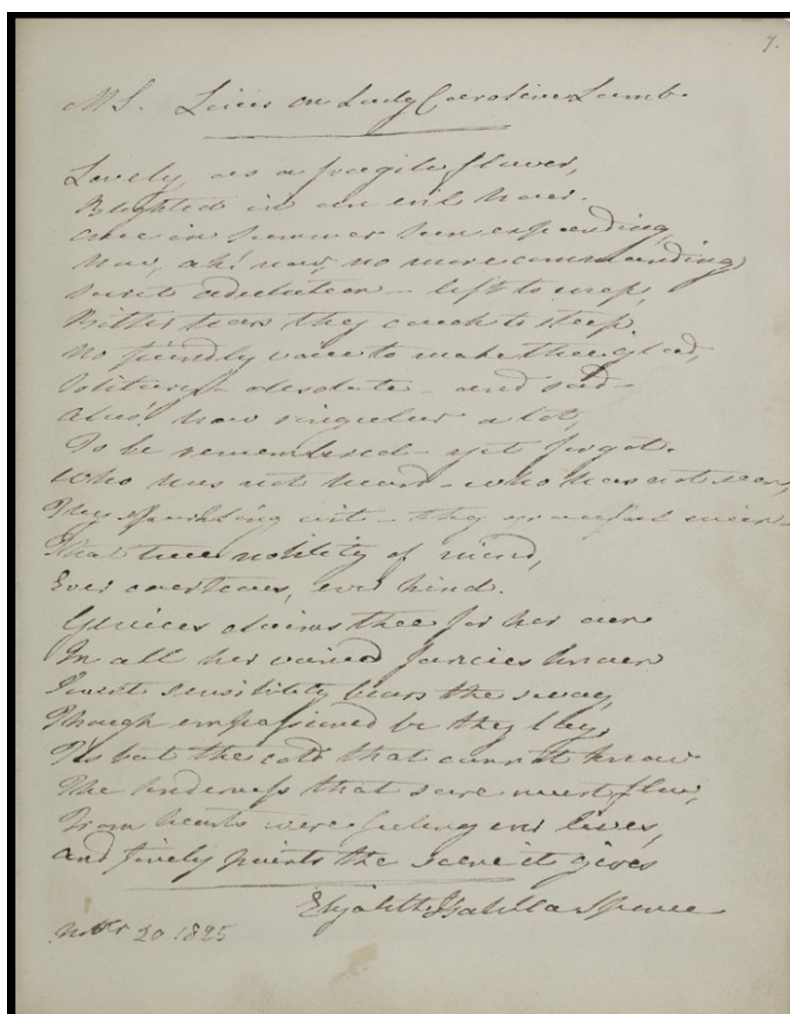 7.
MS. Lines on Lady Caroline Lamb.
Lovely, as a fragile flower,
Blighted in an evil hour.
Once in summer sun expanding,
Now, ah! now, no more commanding
Sweet adulation - left to weep,
Bitter tears thy couch to steep.
No friendly voice to make thee glad,
Solitary - desolate - and sad -
Alas! how singular a lot,
To be remembered - yet forgot.
Who has not heard - who has not seen,
Thy sparkling wit - thy graceful mien -
That true nobility of mind,
Ever courteous, ever kind.
Genius claims thee for her own
In all her varied fancies known
Sweet sensibility bears the sway,
Though empassioned be thy lay,
Tis but the cold that cannot know
The tenderness that sure must flow,
From hearts were feeling ever lives,
and finely paints the scene it gives
Elizabeth Isabella Spence
Novbr 20 1825